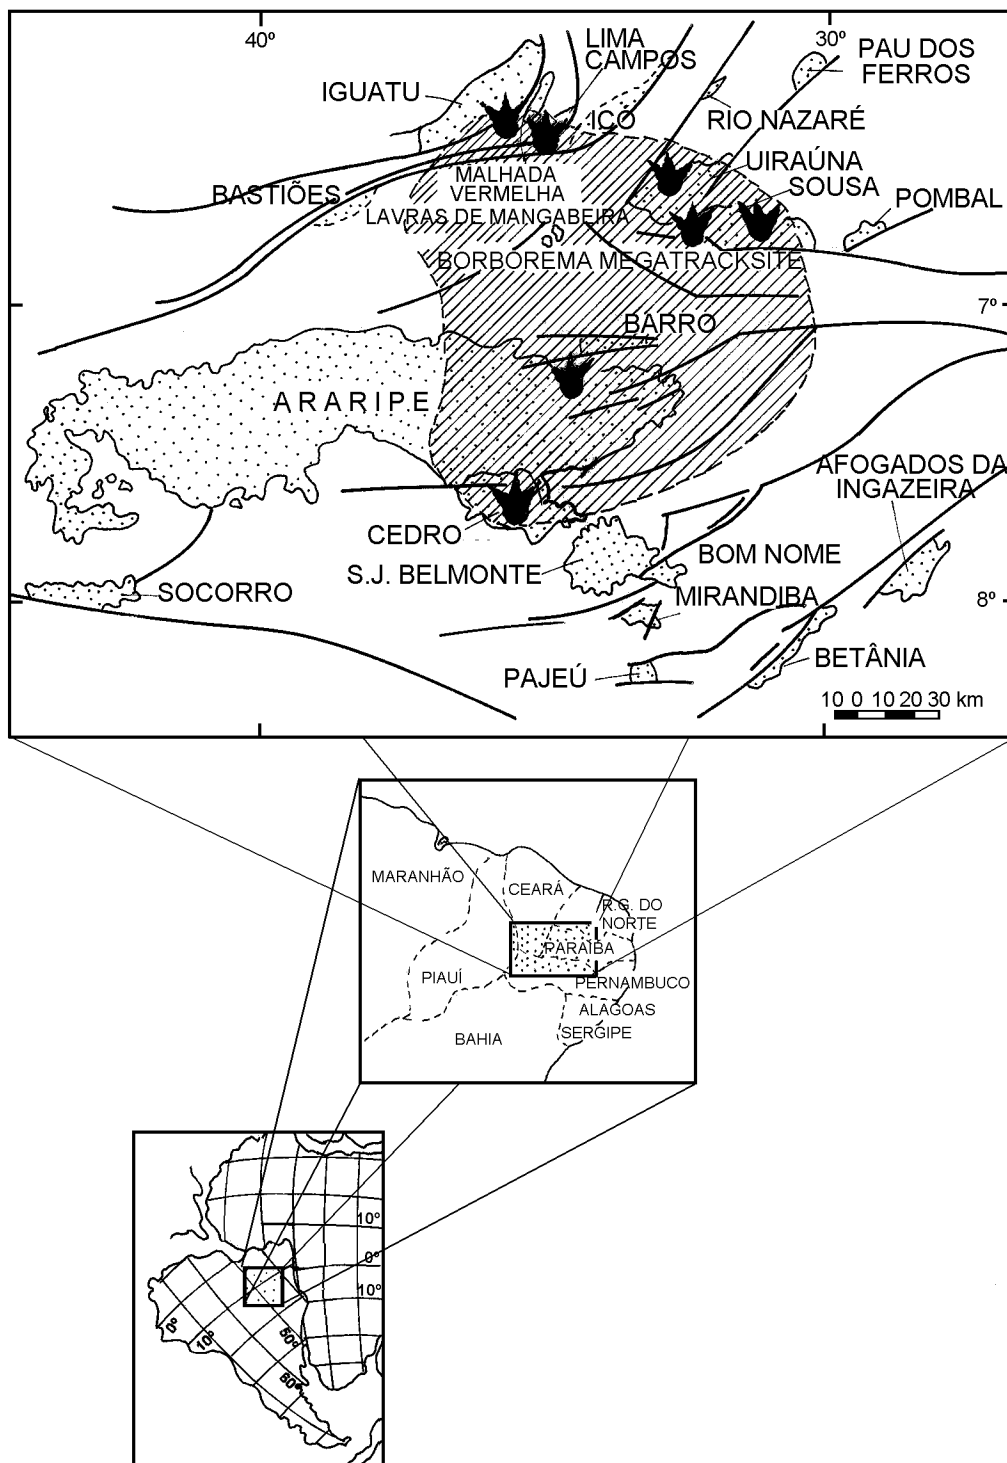 40º
30º
LIMA
CAMPOS
PAU DOS
FERROS
IGUATU
ICÓ
RIO NAZARÉ
UIRAÚNA
SOUSA
MALHADA
VERMELHA
BASTIÕES
POMBAL
LAVRAS DE MANGABEIRA
BORBOREMA MEGATRACKSITE
7º
BARRO
ARARIPE
AFOGADOS DA
INGAZEIRA
CEDRO
BOM NOME
S.J. BELMONTE
SOCORRO
MIRANDIBA
8º
BETÂNIA
PAJEÚ
10 0 10 20 30 km
MARANHÃO
CEARÁ
R.G. DO
NORTE
PARAIBA
PIAUÍ
PERNAMBUCO
ALAGOAS
BAHIA
SERGIPE
10º
0º
10º
0º
10º
50º
60º